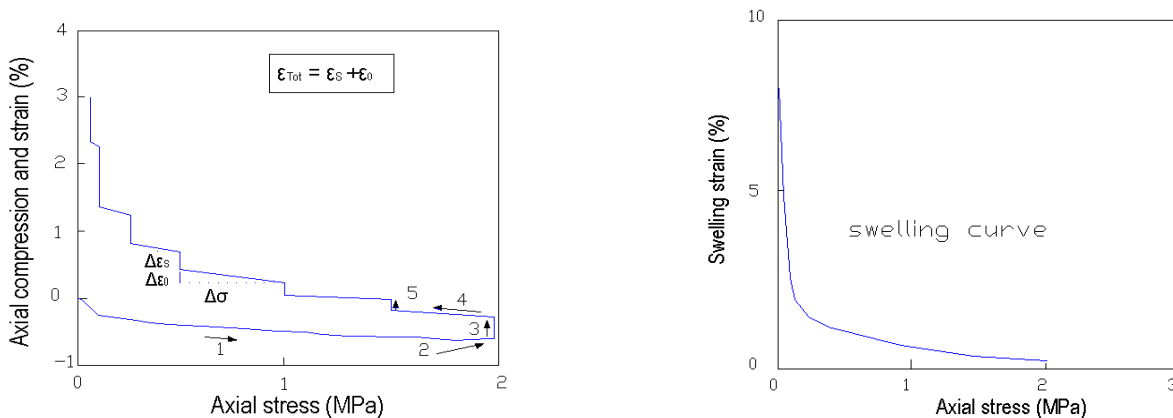 4
3
2
1
0
−1
Axial compression and strain (%)
εTot = εS +ε0
ΔεS
Δε0
Δσ
1
2
3
4
5
0
1
2
Axial stress (MPa)
10
5
0
Swelling strain (%)
swelling curve
0
1
2
3
Axial stress (MPa)